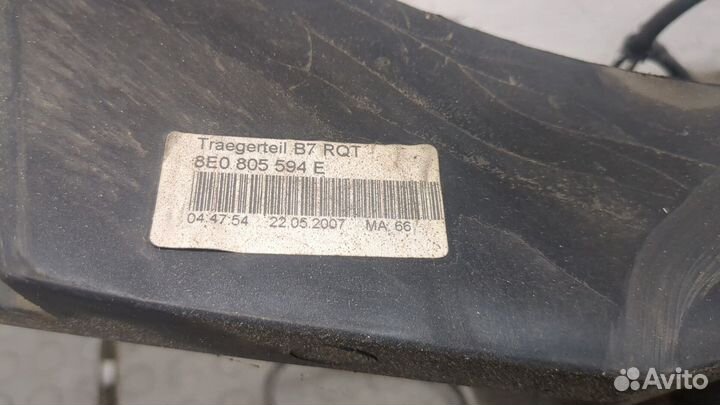 Traegerteil B7 RQT
8E0 805 594 E
04:47:54 22.05.2007 MA: 66
Avito